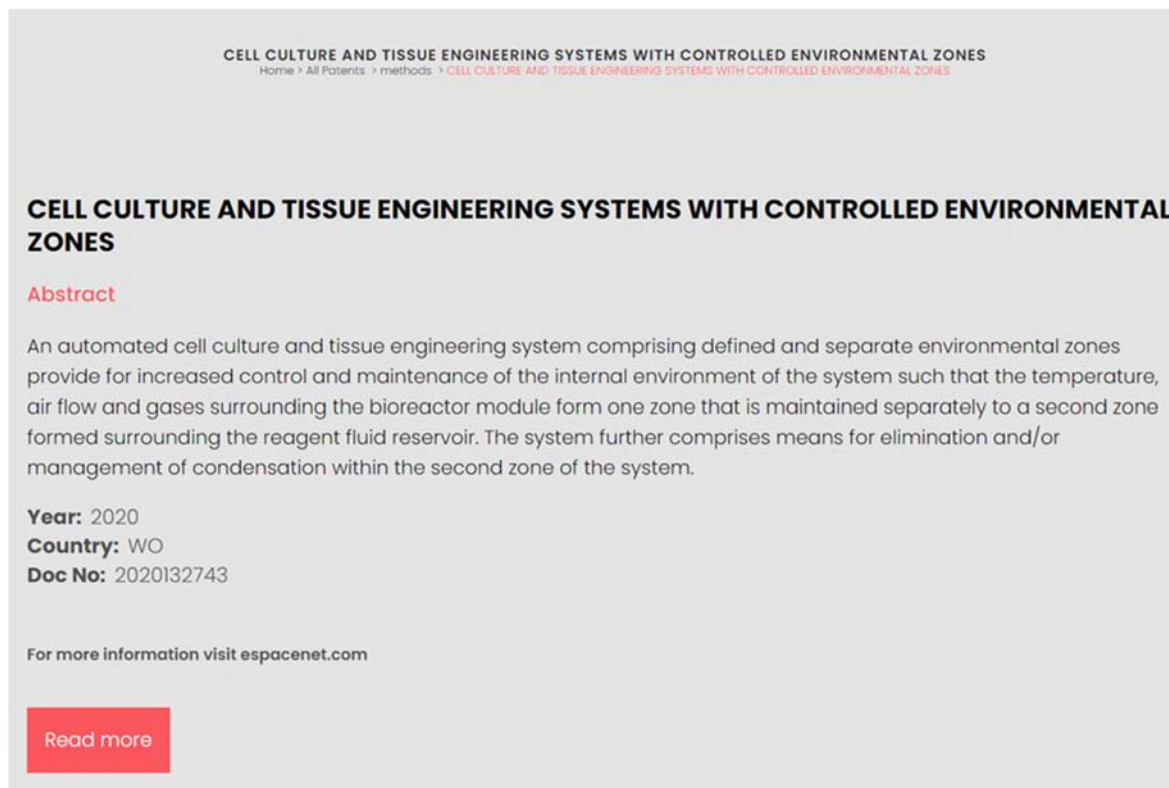 CELL CULTURE AND TISSUE ENGINEERING SYSTEMS WITH CONTROLLED ENVIRONMENTAL ZONES
Home > All Patents > methods > CELL CULTURE AND TISSUE ENGINEERING SYSTEMS WITH CONTROLLED ENVIRONMENTAL ZONES
CELL CULTURE AND TISSUE ENGINEERING SYSTEMS WITH CONTROLLED ENVIRONMENTAL
ZONES
Abstract
An automated cell culture and tissue engineering system comprising defined and separate environmental zones
provide for increased control and maintenance of the internal environment of the system such that the temperature,
air flow and gases surrounding the bioreactor module form one zone that is maintained separately to a second zone
formed surrounding the reagent fluid reservoir. The system further comprises means for elimination and/or
management of condensation within the second zone of the system.
Year: 2020
Country: WO
Doc No: 2020132743
For more information visit espacenet.com
Read more